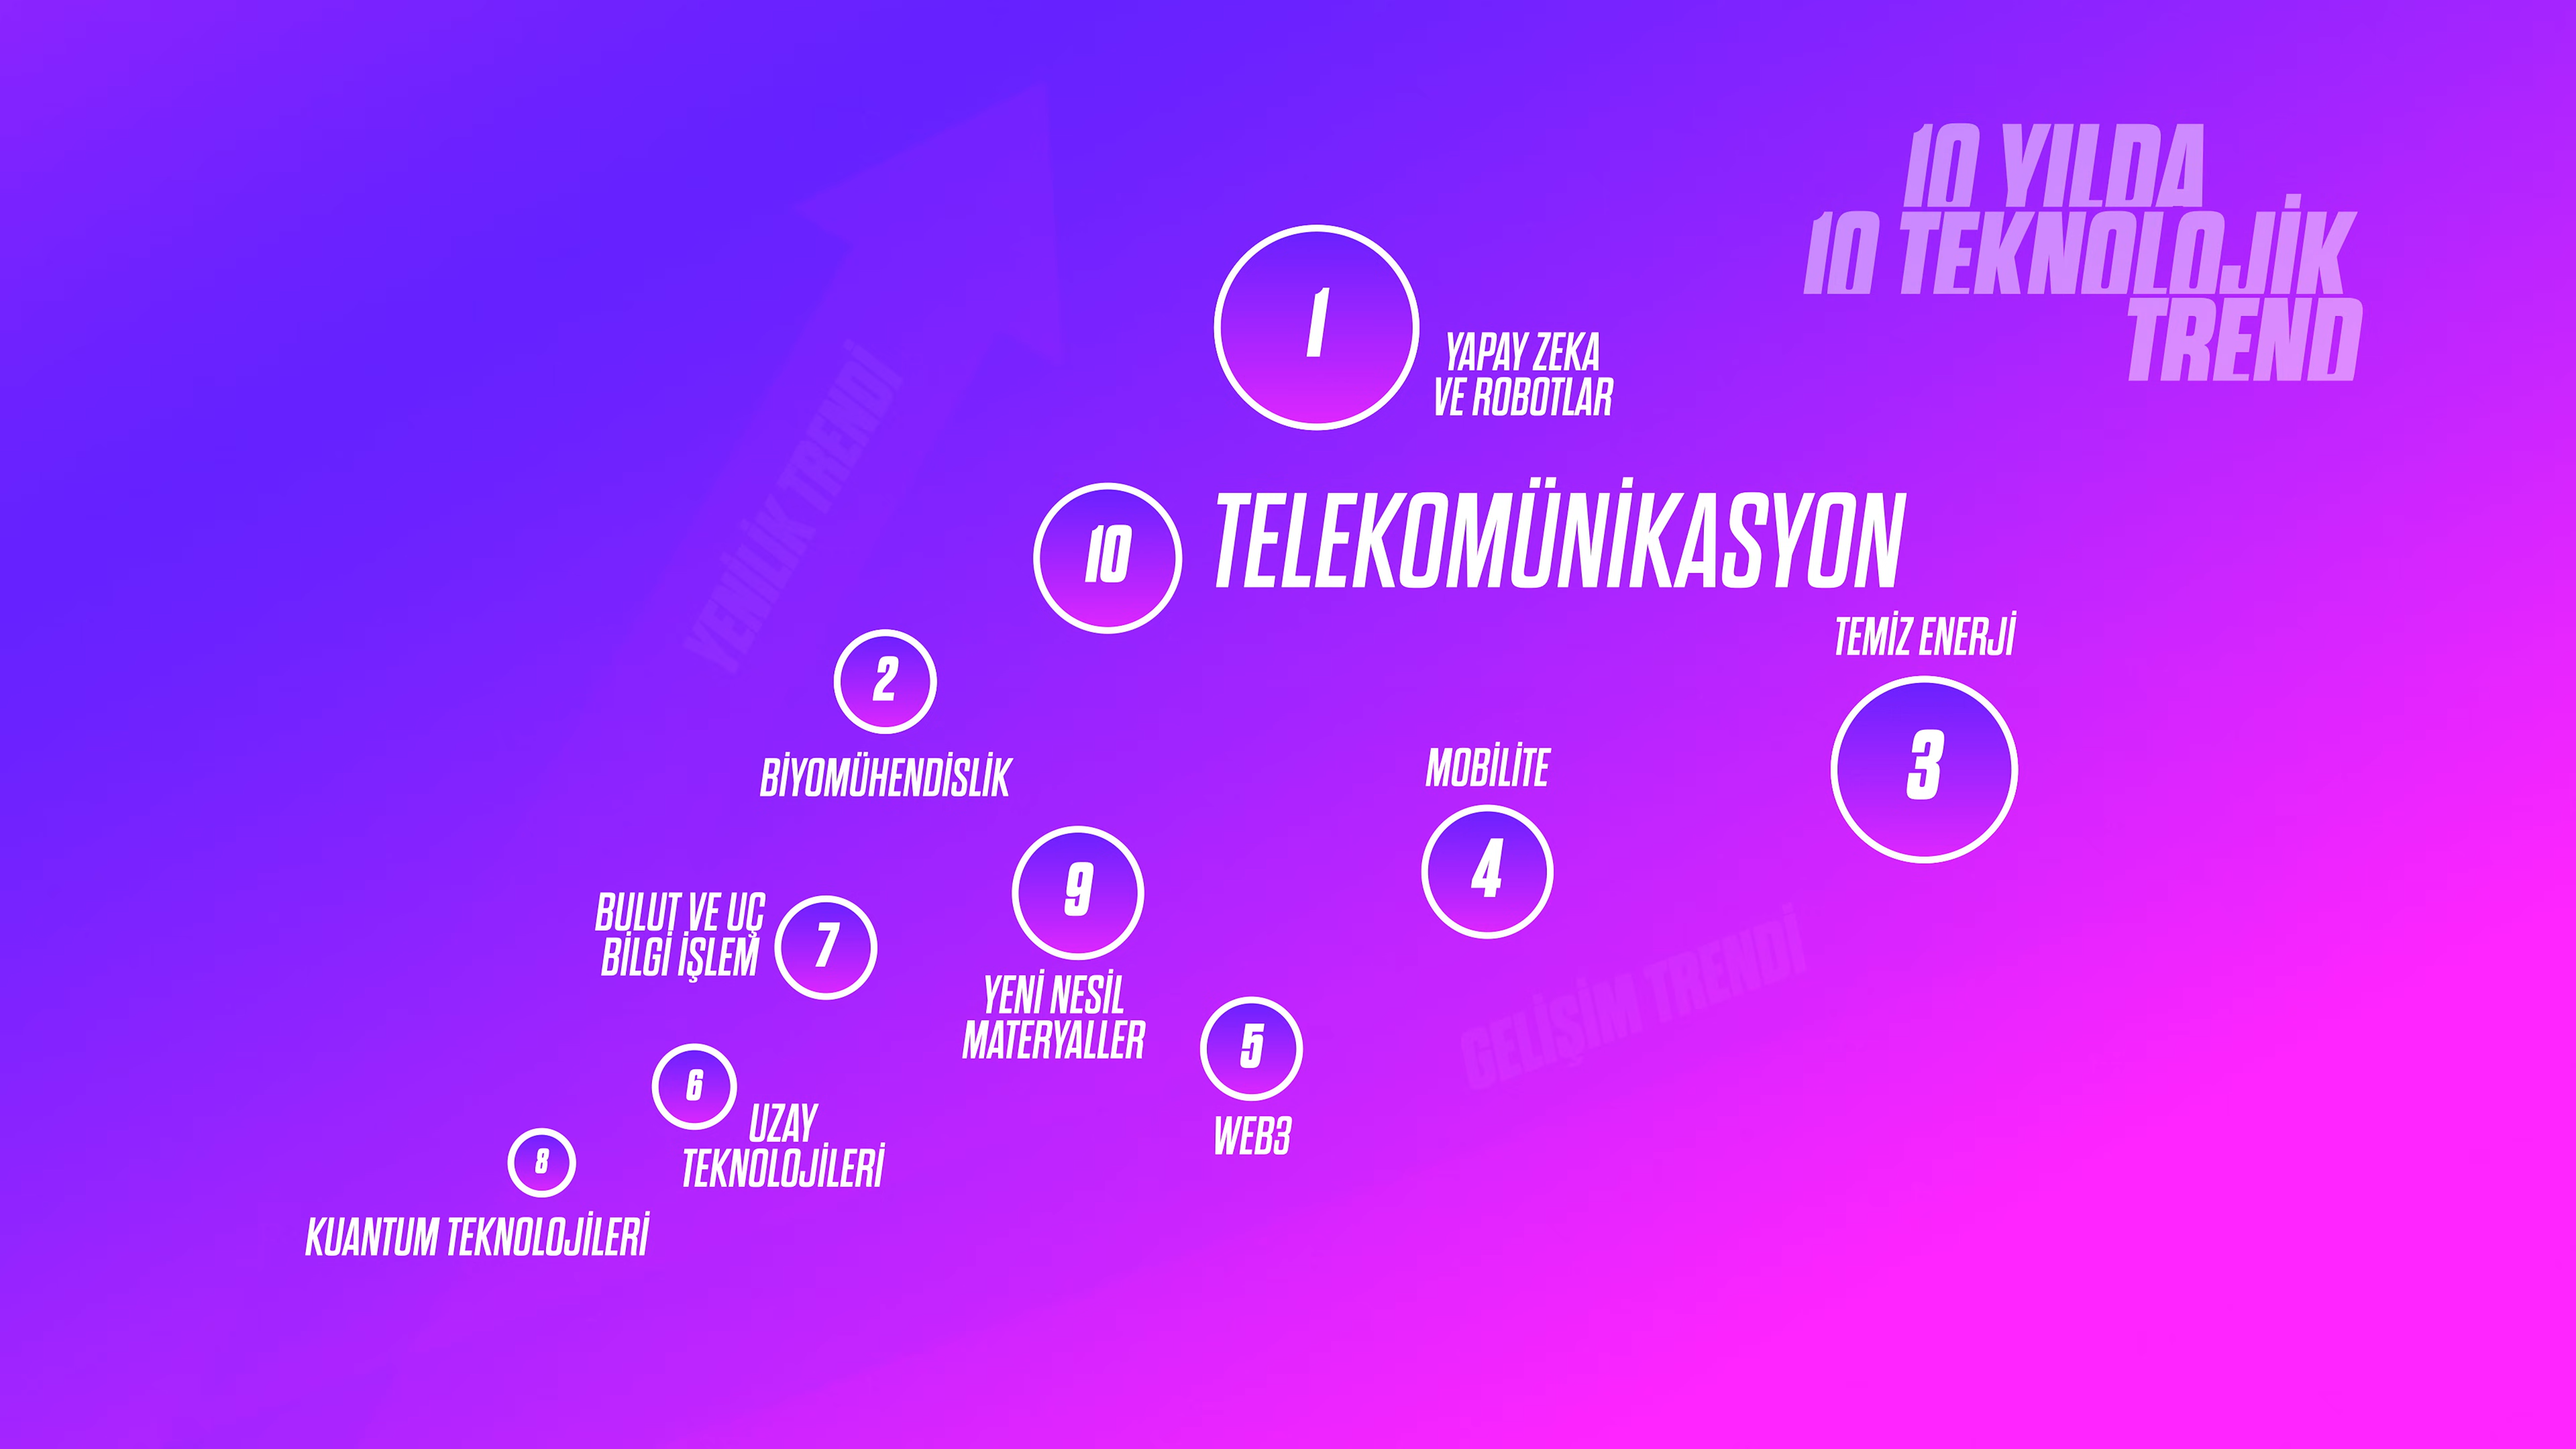 10 YILDA
10 TEKNOLOJİK
TREND
1
YAPAY ZEKA
VE ROBOTLAR
YENİLİK TRENDİ
10
TELEKOMÜNİKASYON
2
BİYOMÜHENDİSLİK
TEMİZ ENERJİ
3
MOBİLİTE
4
9
YENİ NESİL
MATERYALLER
BULUT VE UÇ
BİLGİ İŞLEM
7
GELİŞİM TRENDİ
5
WEB3
6
UZAY
TEKNOLOJİLERİ
8
KUANTUM TEKNOLOJİLERİ